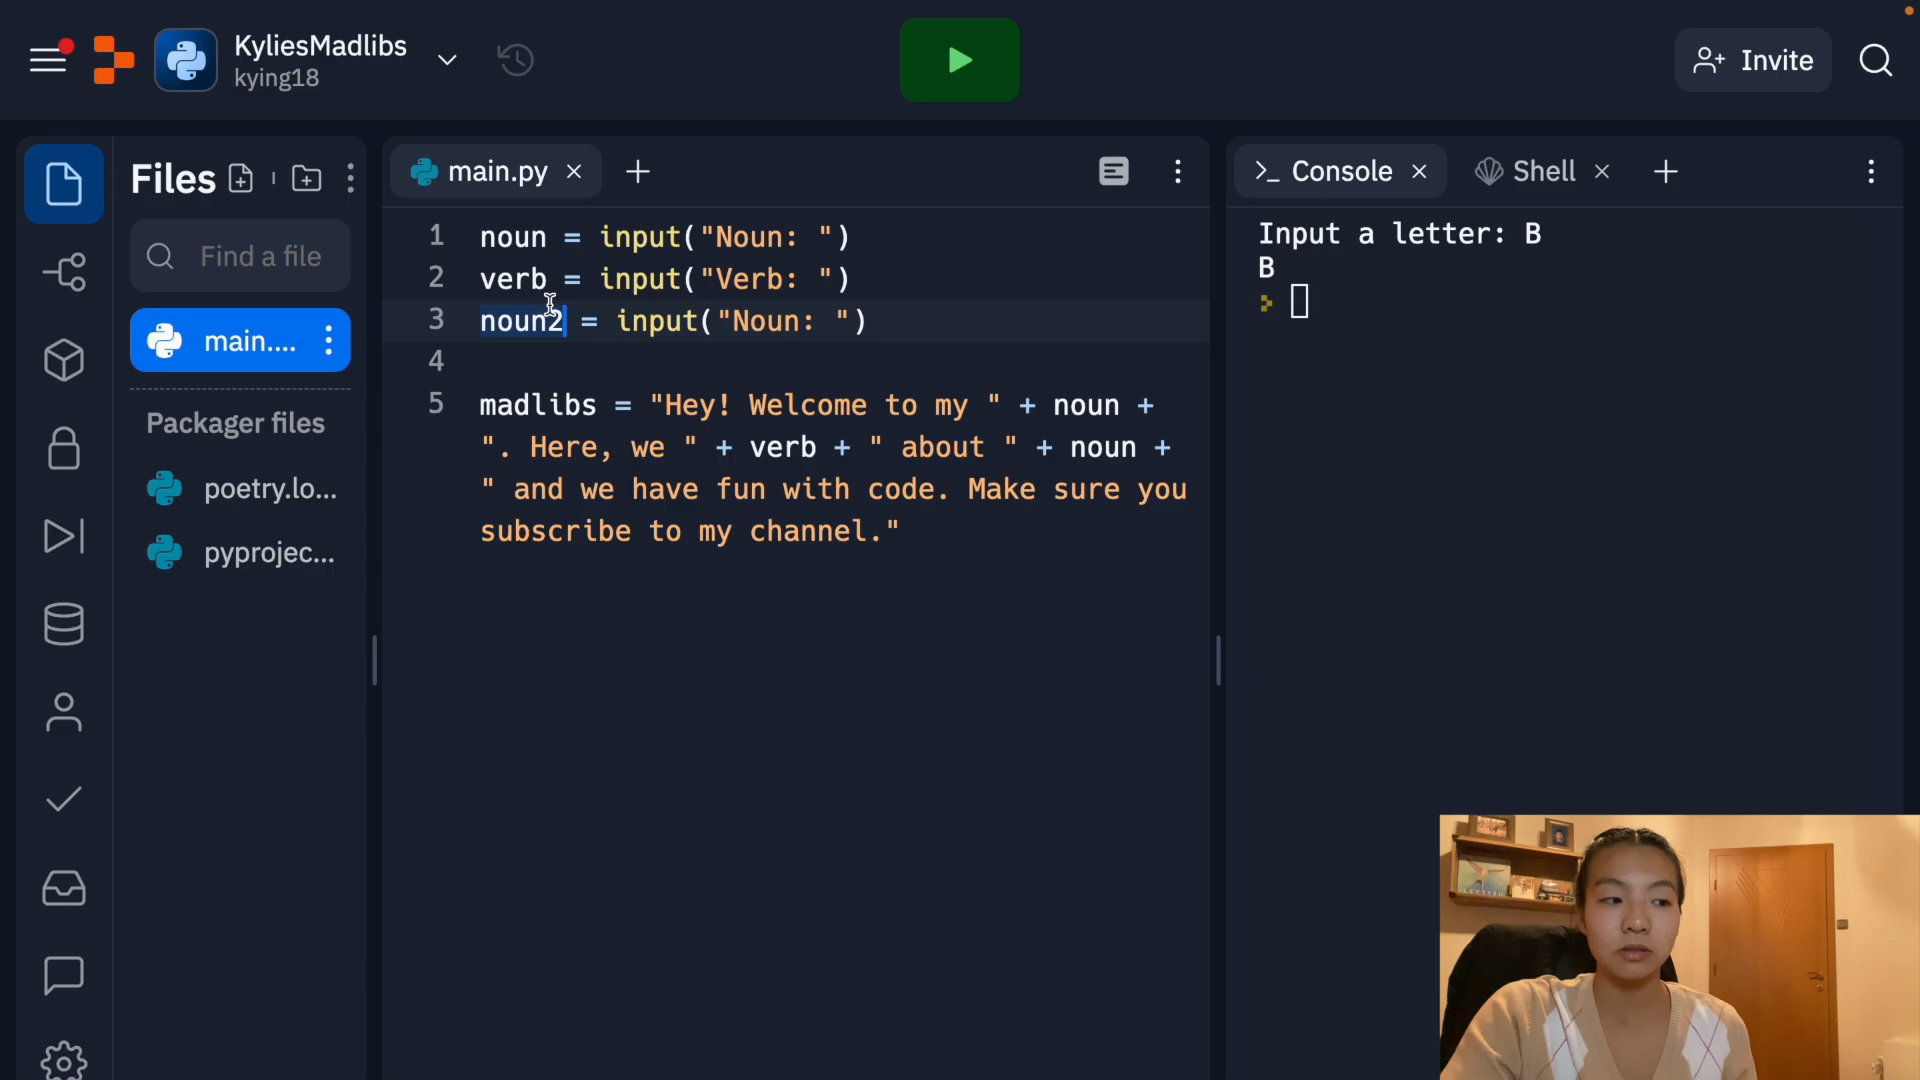 KyliesMadlibs
kying18
Invite
Files
Find a file
main....
Packager files
poetry.lo...
pyprojec...
main.py
1 noun = input("Noun: ")
2 verb = input("Verb: ")
3 noun2 = input("Noun: ")
4
5 madlibs = "Hey! Welcome to my " + noun +
". Here, we " + verb + " about " + noun +
" and we have fun with code. Make sure you
subscribe to my channel."
Console
Shell
Input a letter: B
B